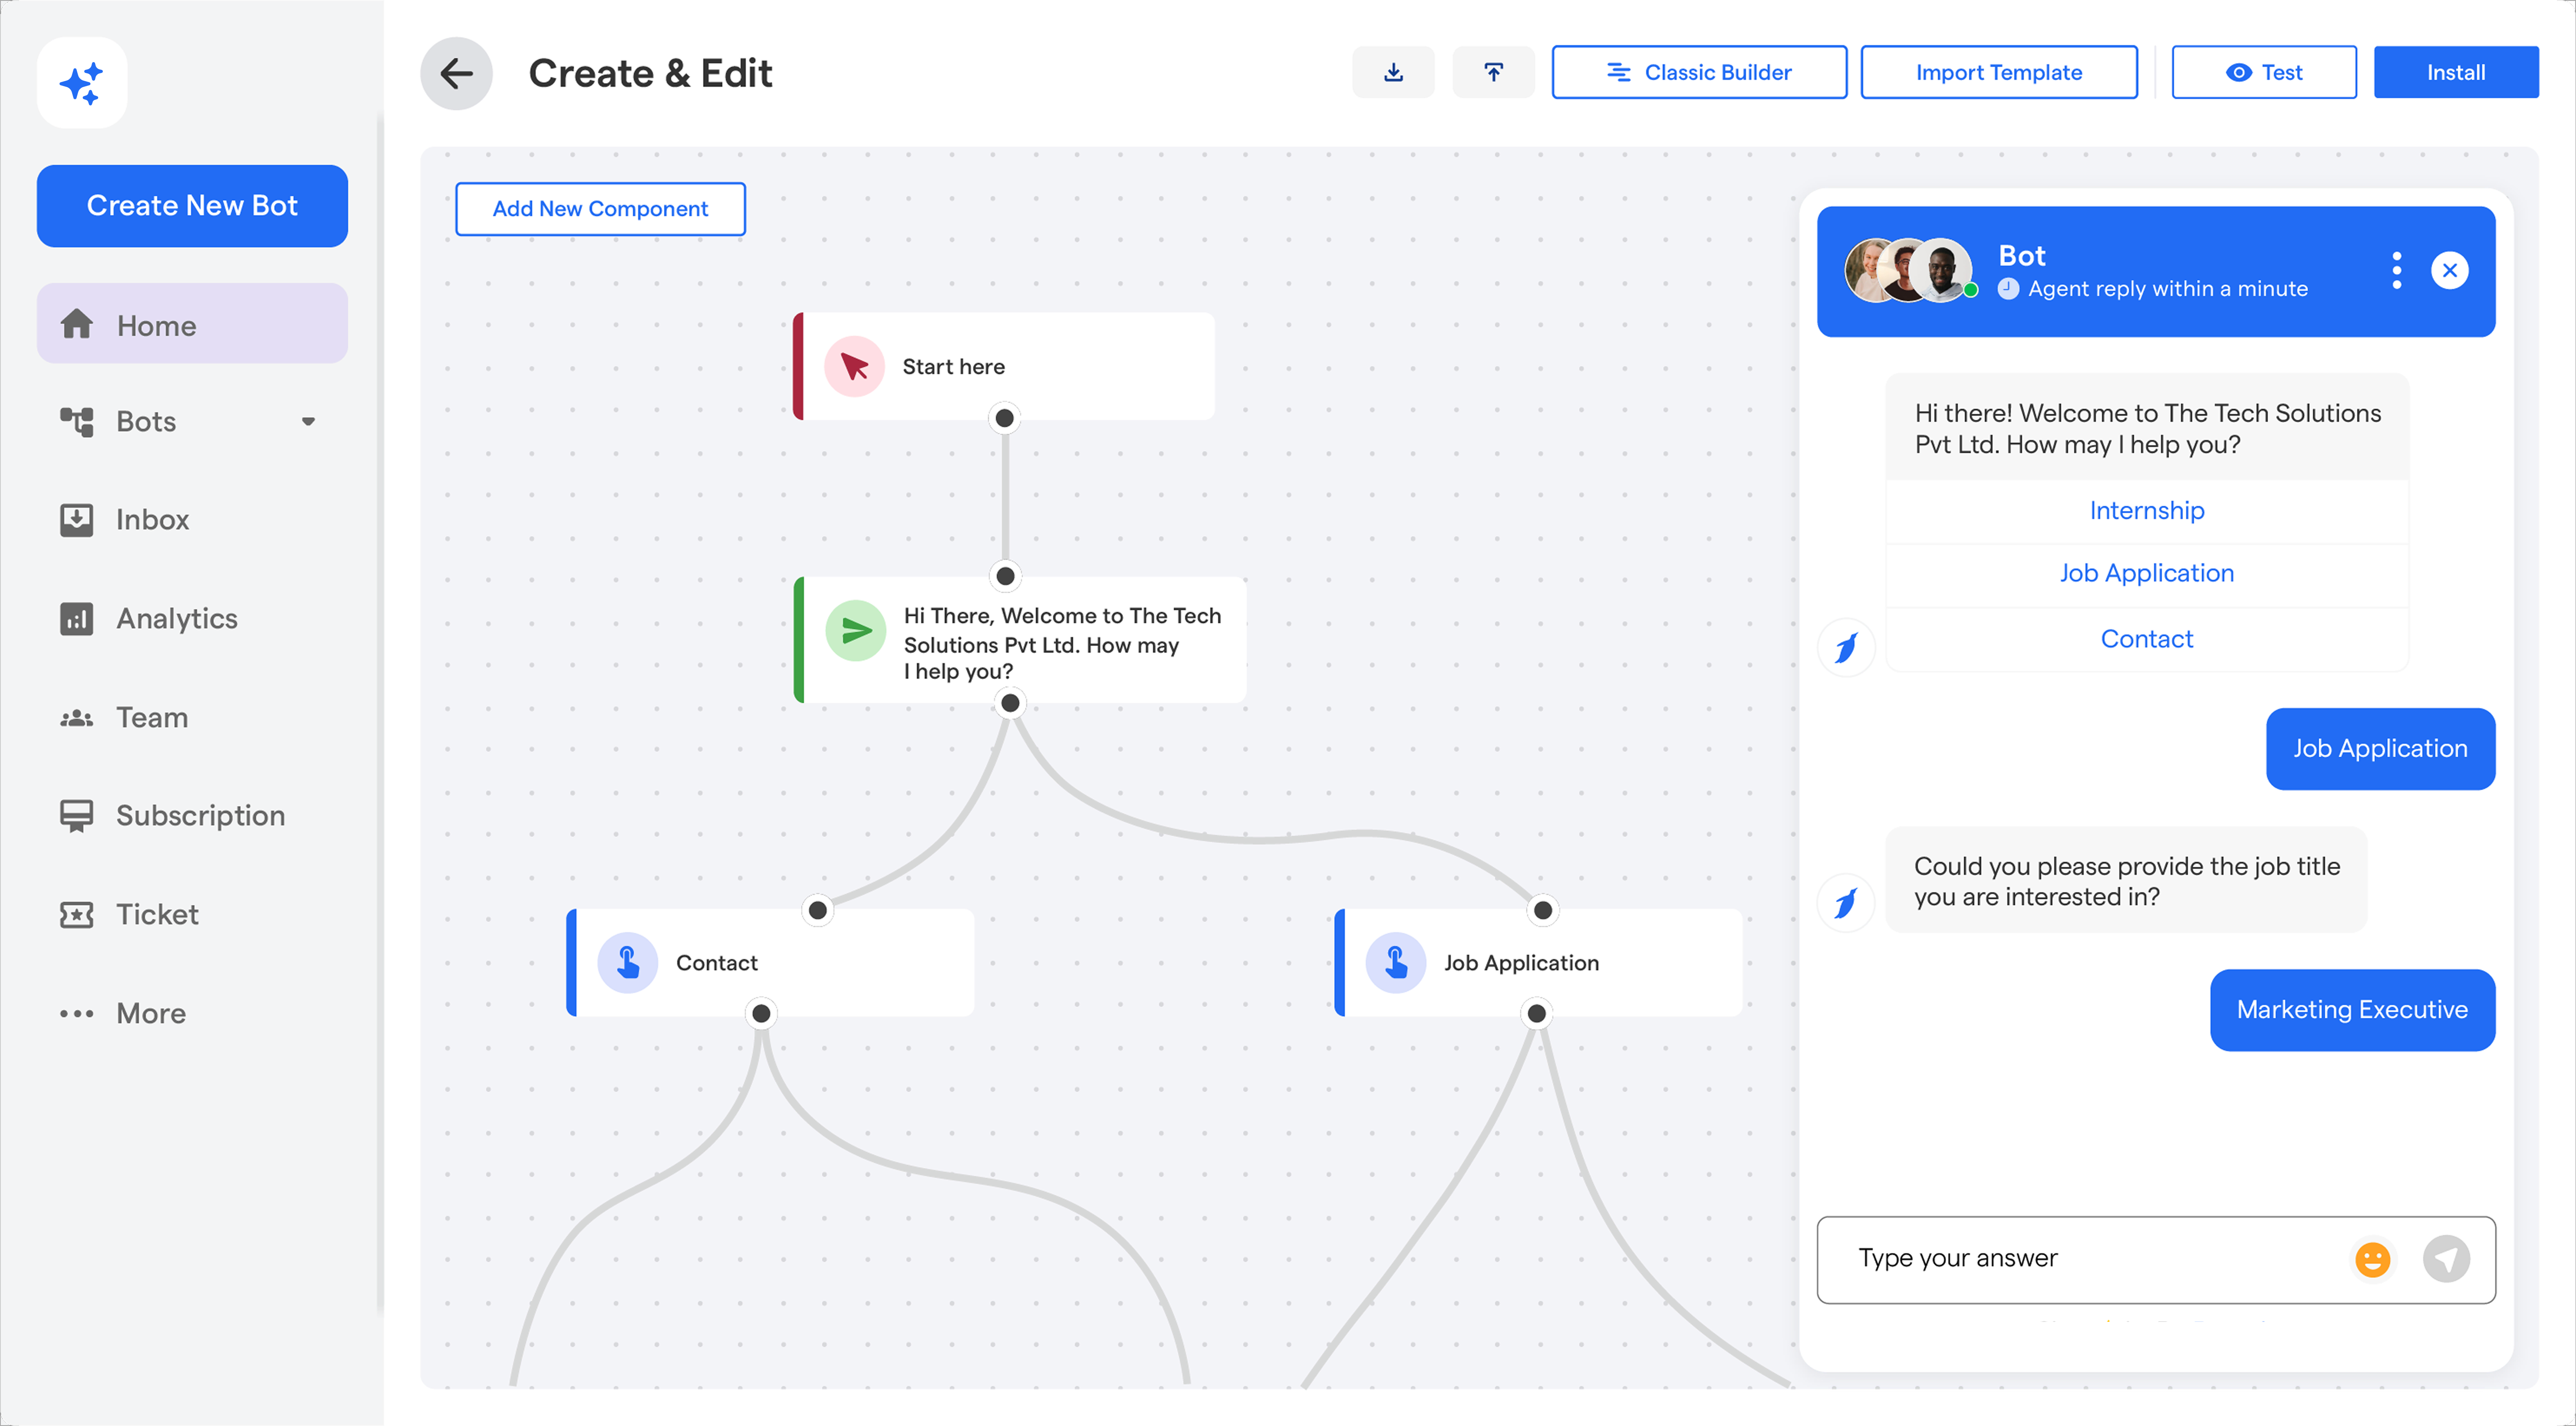 Create & Edit
Classic Builder
Import Template
Test
Install
Create New Bot
Home
Bots
Inbox
Analytics
Team
Subscription
Ticket
More
Add New Component
Start here
Hi There, Welcome to The Tech
Solutions Pvt Ltd. How may
I help you?
Contact
Job Application
Bot
Agent reply within a minute
Hi there! Welcome to The Tech Solutions
Pvt Ltd. How may I help you?
Internship
Job Application
Contact
Job Application
Could you please provide the job title
you are interested in?
Marketing Executive
Type your answer